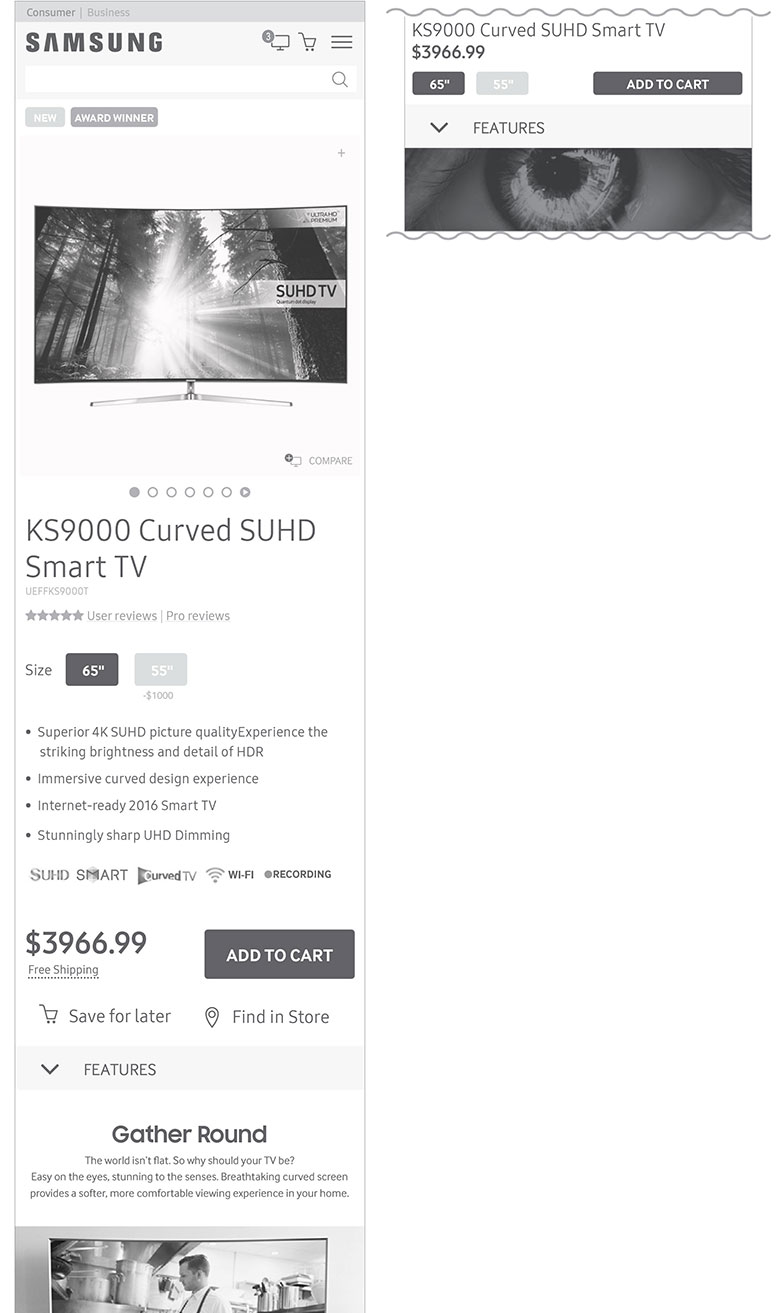 Consumer | Business
SAMSUNG
3
NEW AWARD WINNER
+
ULTRA HD
PREMIUM
SUHD TV
Quantum dot display
COMPARE
KS9000 Curved SUHD
Smart TV
UEFFKS9000T
User reviews | Pro reviews
Size 65" 55"
-$1000
• Superior 4K SUHD picture qualityExperience the
striking brightness and detail of HDR
• Immersive curved design experience
• Internet-ready 2016 Smart TV
• Stunningly sharp UHD Dimming
SUHD SMART CurvedTV WI-FI RECORDING
$3966.99
Free Shipping
ADD TO CART
Save for later Find in Store
FEATURES
Gather Round
The world isn't flat. So why should your TV be?
Easy on the eyes, stunning to the senses. Breathtaking curved screen
provides a softer, more comfortable viewing experience in your home.
KS9000 Curved SUHD Smart TV
$3966.99
65" 55" ADD TO CART
FEATURES